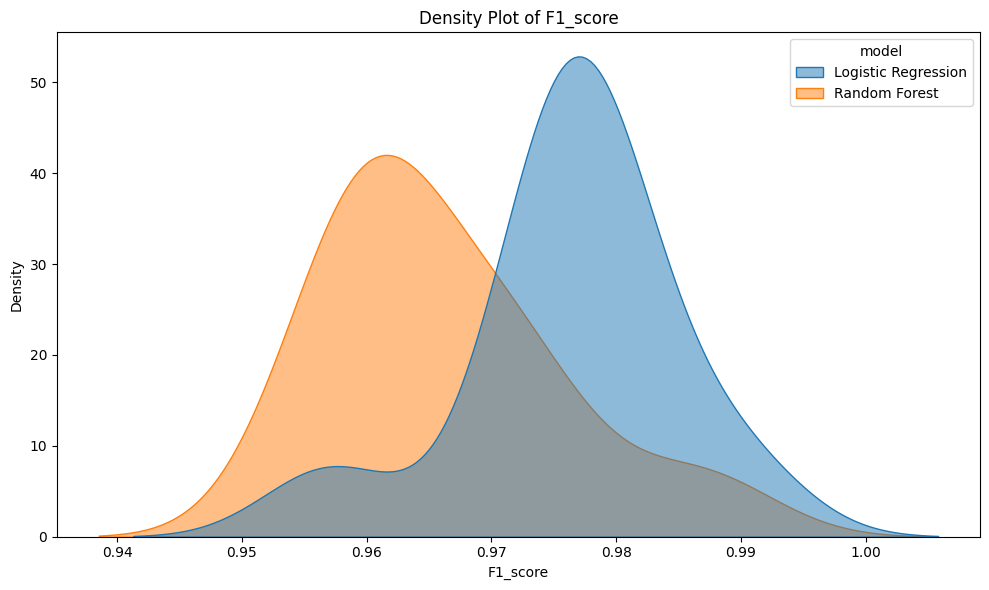 Density Plot of F1_score
model
Logistic Regression
Random Forest
Density
50
40
30
20
10
0
0.94 0.95 0.96 0.97 0.98 0.99 1.00
F1_score